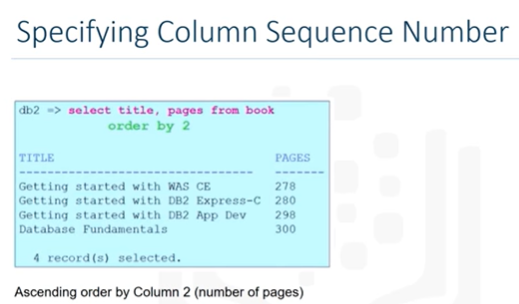 Specifying Column Sequence Number
db2 => select title, pages from book
order by 2
TITLE PAGES
-------------------------------- -------
Getting started with WAS CE 278
Getting started with DB2 Express-C 280
Getting started with DB2 App Dev 298
Database Fundamentals 300
4 record(s) selected.
Ascending order by Column 2 (number of pages)